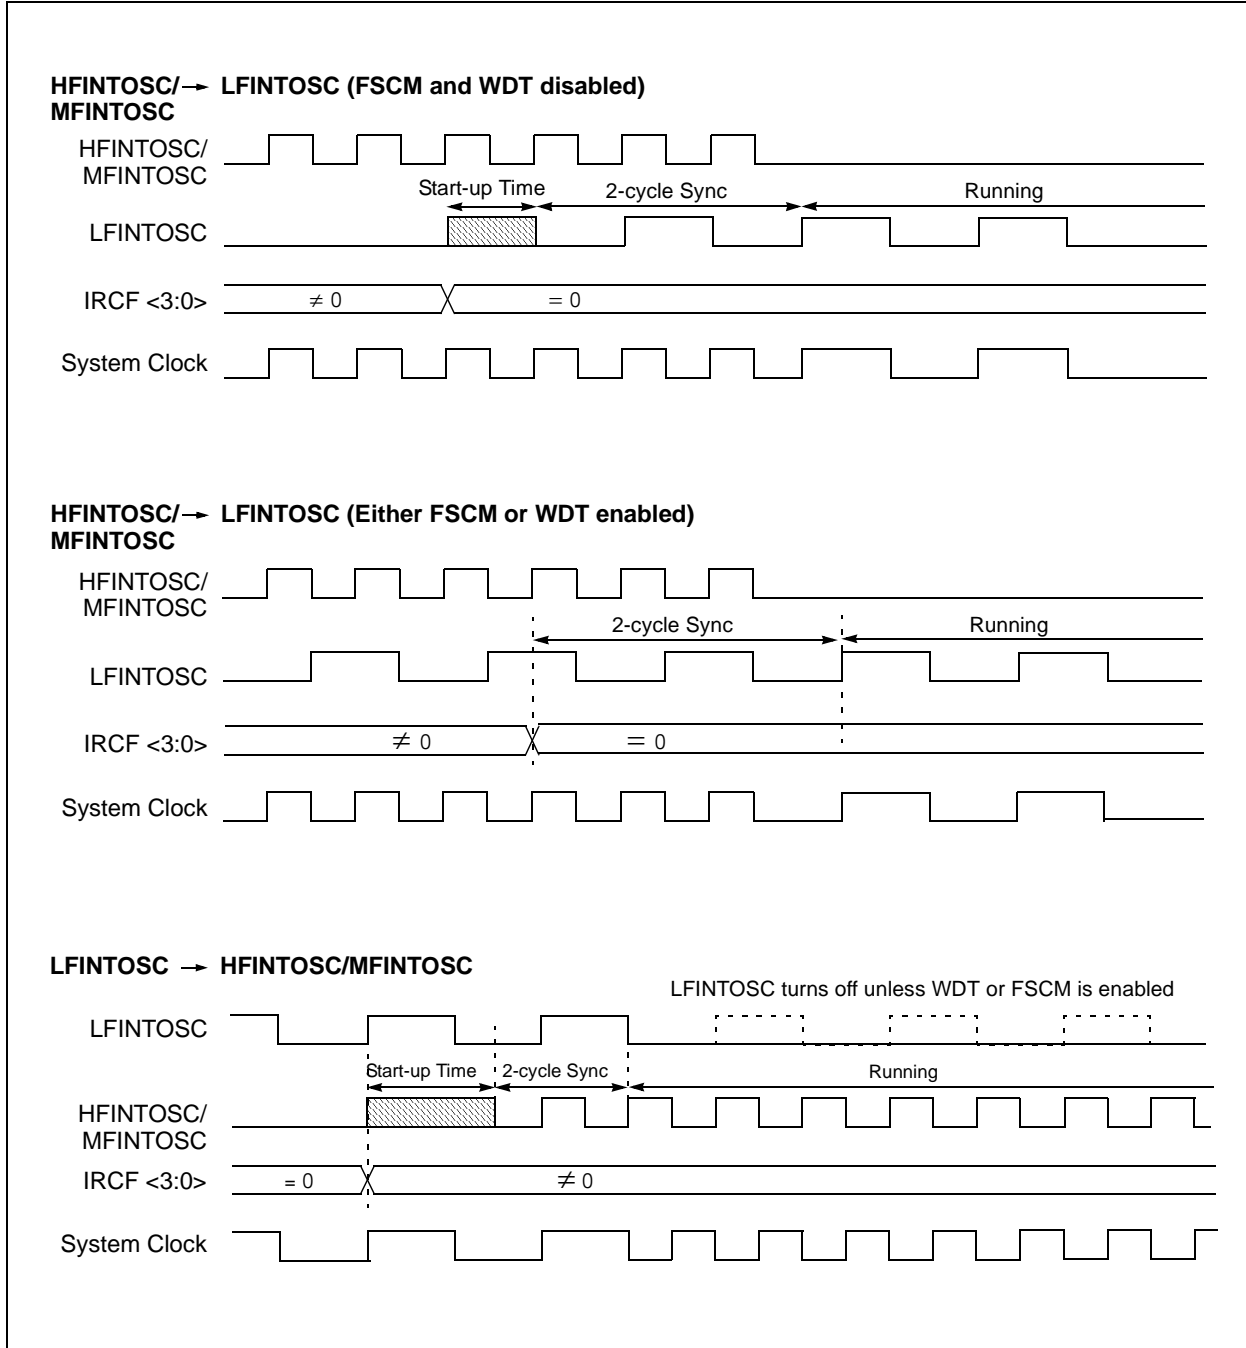 HFINTOSC/→ LFINTOSC (FSCM and WDT disabled)
MFINTOSC
HFINTOSC/
MFINTOSC
Start-up Time 2-cycle Sync Running
LFINTOSC
IRCF <3:0> ≠ 0 = 0
System Clock
HFINTOSC/→ LFINTOSC (Either FSCM or WDT enabled)
MFINTOSC
HFINTOSC/
MFINTOSC
2-cycle Sync Running
LFINTOSC
IRCF <3:0> ≠ 0 = 0
System Clock
LFINTOSC → HFINTOSC/MFINTOSC
LFINTOSC turns off unless WDT or FSCM is enabled
LFINTOSC
Start-up Time 2-cycle Sync Running
HFINTOSC/
MFINTOSC
IRCF <3:0> = 0 ≠ 0
System Clock